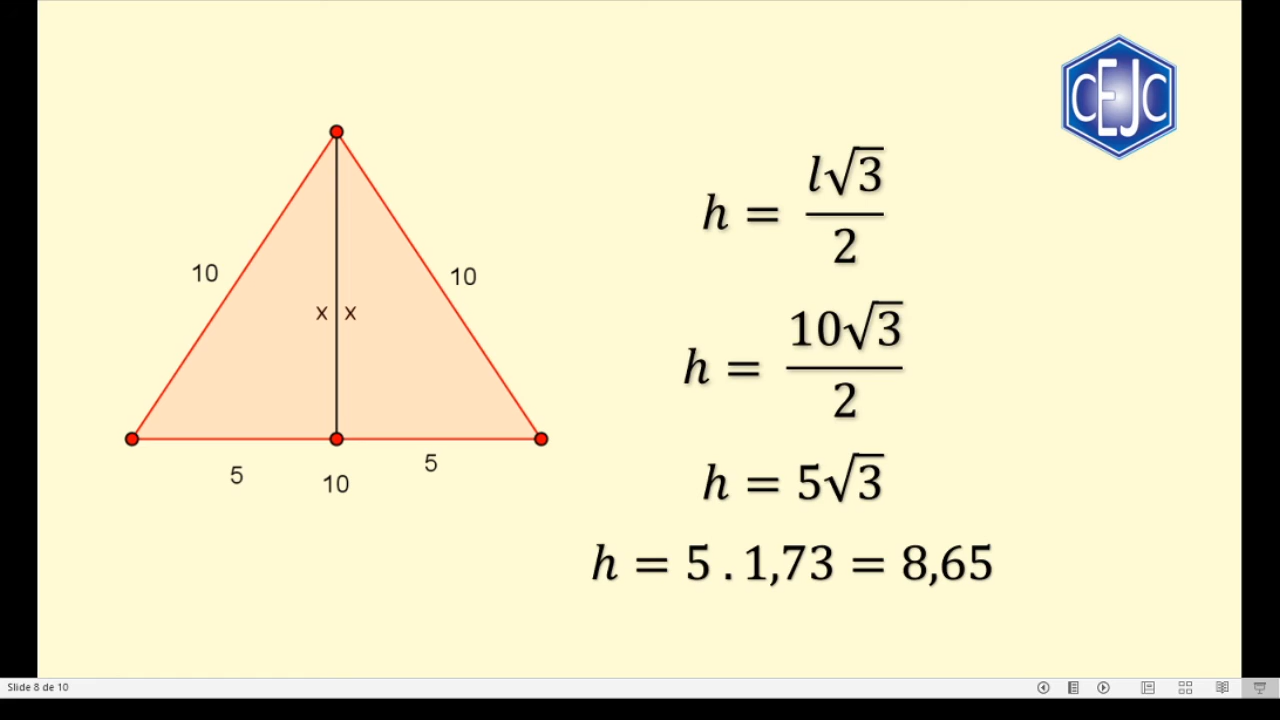 CEJC
h = l√3/2
10
10
x x
h = 10√3/2
5
5
10
h = 5√3
h = 5 . 1,73 = 8,65
Slide 8 de 10